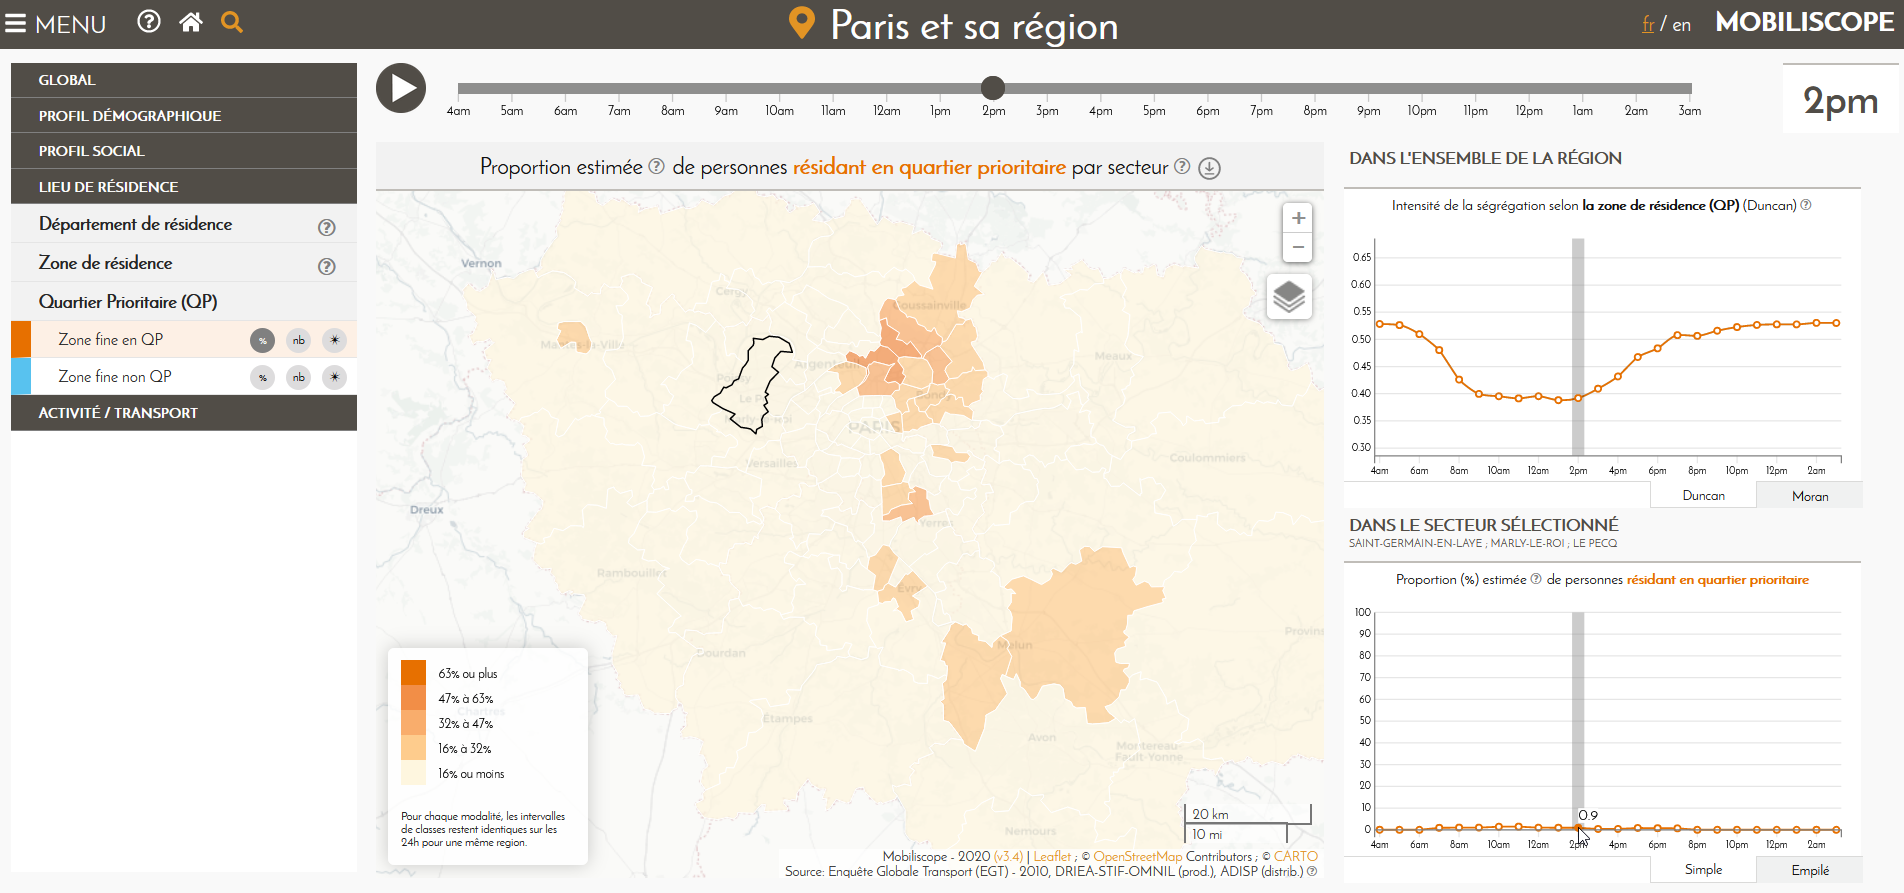 MENU
Paris et sa région
fr / en MOBILISCOPE
GLOBAL
PROFIL DÉMOGRAPHIQUE
PROFIL SOCIAL
LIEU DE RÉSIDENCE
Département de résidence ?
Zone de résidence ?
Quartier Prioritaire (QP)
Zone fine en QP % nb
Zone fine non QP % nb
ACTIVITÉ / TRANSPORT
4am 5am 6am 7am 8am 9am 10am 11am 12am 1pm 2pm 3pm 4pm 5pm 6pm 7pm 8pm 9pm 10pm 11pm 12pm 1am 2am 3am
2pm
Proportion estimée ? de personnes résidant en quartier prioritaire par secteur ?
+
−
Vernon
Cergy
Goussainville
Mantes-la-Ville
Meaux
Poissy
Argenteuil
PARIS
Versailles
Coulommiers
Dreux
Yerres
Rambouillet
Evry
Provins
Melun
Dourdan
Chartres
Étampes
Avon
Montereau-
Fault-Yonne
Nemours
63% ou plus
47% à 63%
32% à 47%
16% à 32%
16% ou moins
Pour chaque modalité, les intervalles
de classes restent identiques sur les
24h pour une même region.
20 km
10 mi
Mobiliscope - 2020 (v3.4) | Leaflet ; © OpenStreetMap Contributors ; © CARTO
Source: Enquête Globale Transport (EGT) - 2010, DRIEA-STIF-OMNIL (prod.), ADISP (distrib.) ?
DANS L'ENSEMBLE DE LA RÉGION
Intensité de la ségrégation selon la zone de résidence (QP) (Duncan) ?
0.65
0.60
0.55
0.50
0.45
0.40
0.35
0.30
4am 6am 8am 10am 12am 2pm 4pm 6pm 8pm 10pm 12pm 2am
Duncan Moran
DANS LE SECTEUR SÉLECTIONNÉ
SAINT-GERMAIN-EN-LAYE ; MARLY-LE-ROI ; LE PECQ
Proportion (%) estimée ? de personnes résidant en quartier prioritaire
100
90
80
70
60
50
40
30
20
10
0
0.9
4am 6am 8am 10am 12am 2pm 4pm 6pm 8pm 10pm 12pm 2am
Simple Empilé